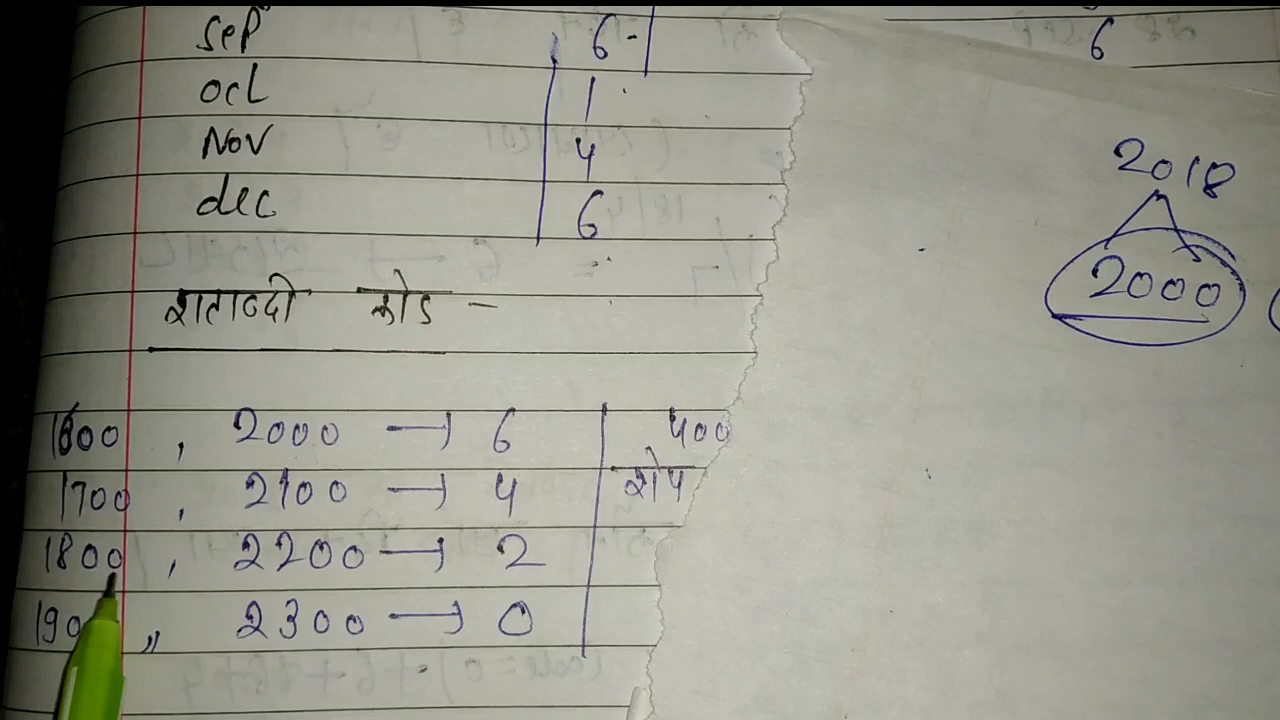 sep 6
oct 1
Nov 4
dec 6
शताब्दी कोड -
1600 , 2000 → 6
1700 , 2100 → 4
1800 , 2200 → 2
190 ,, 2300 → 0
400
शेष
6
2018
2000